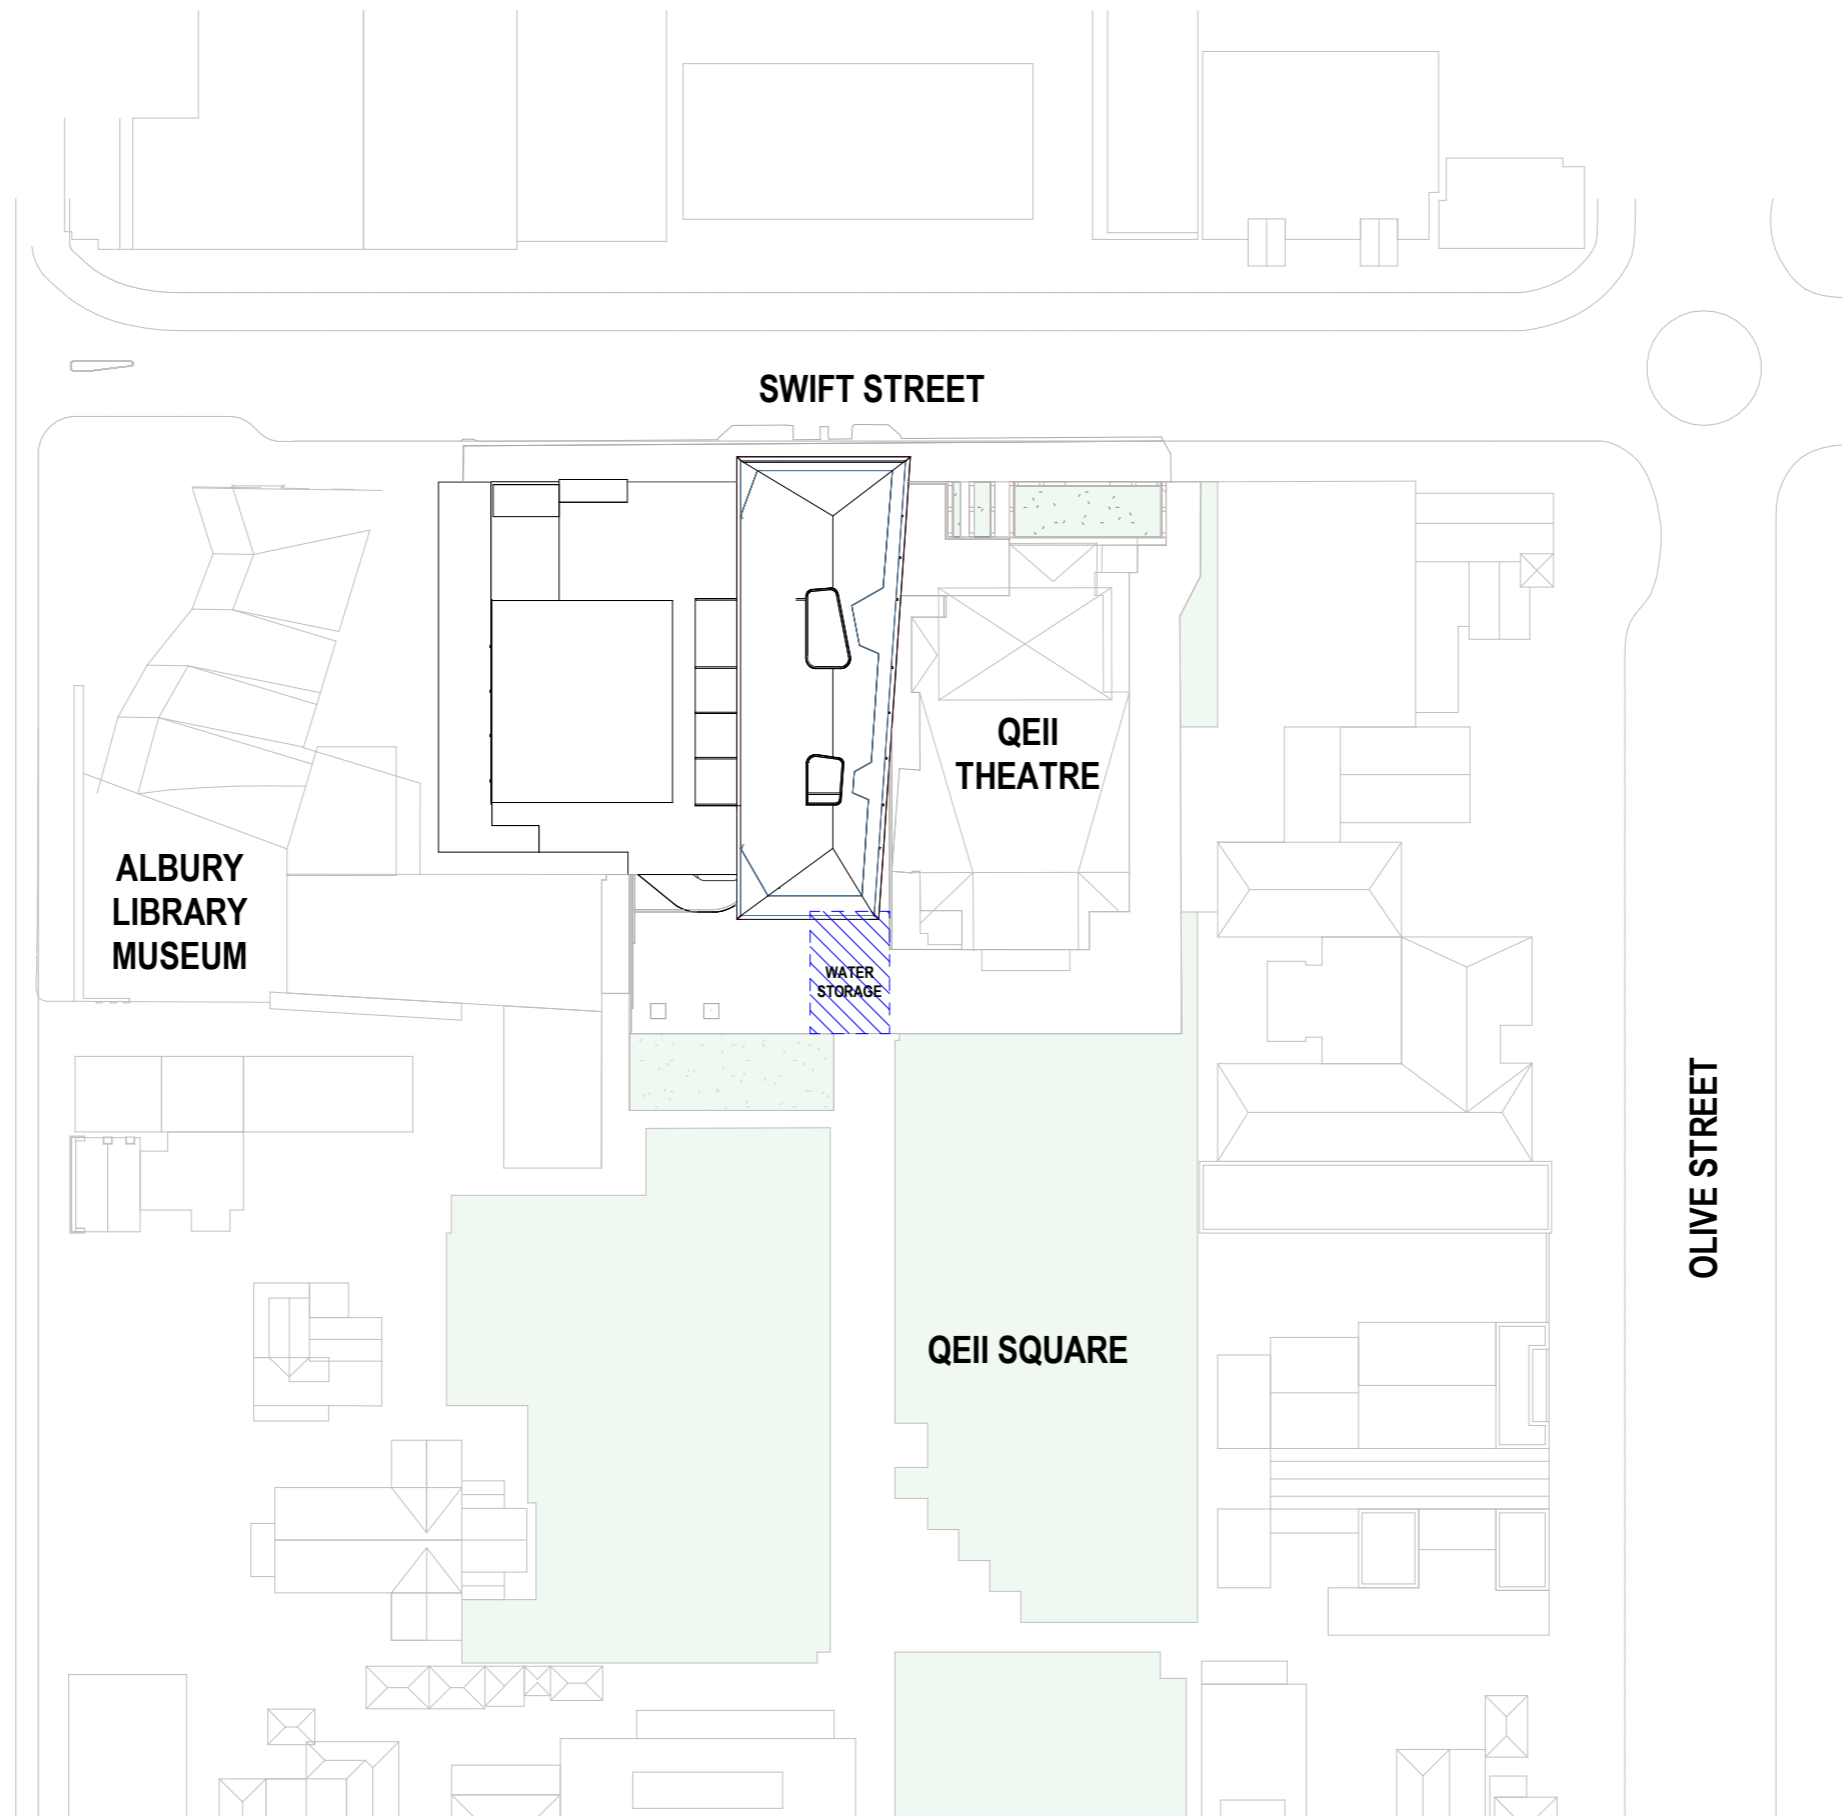 SWIFT STREET
QEII
THEATRE
ALBURY
LIBRARY
MUSEUM
WATER
STORAGE
OLIVE STREET
QEII SQUARE